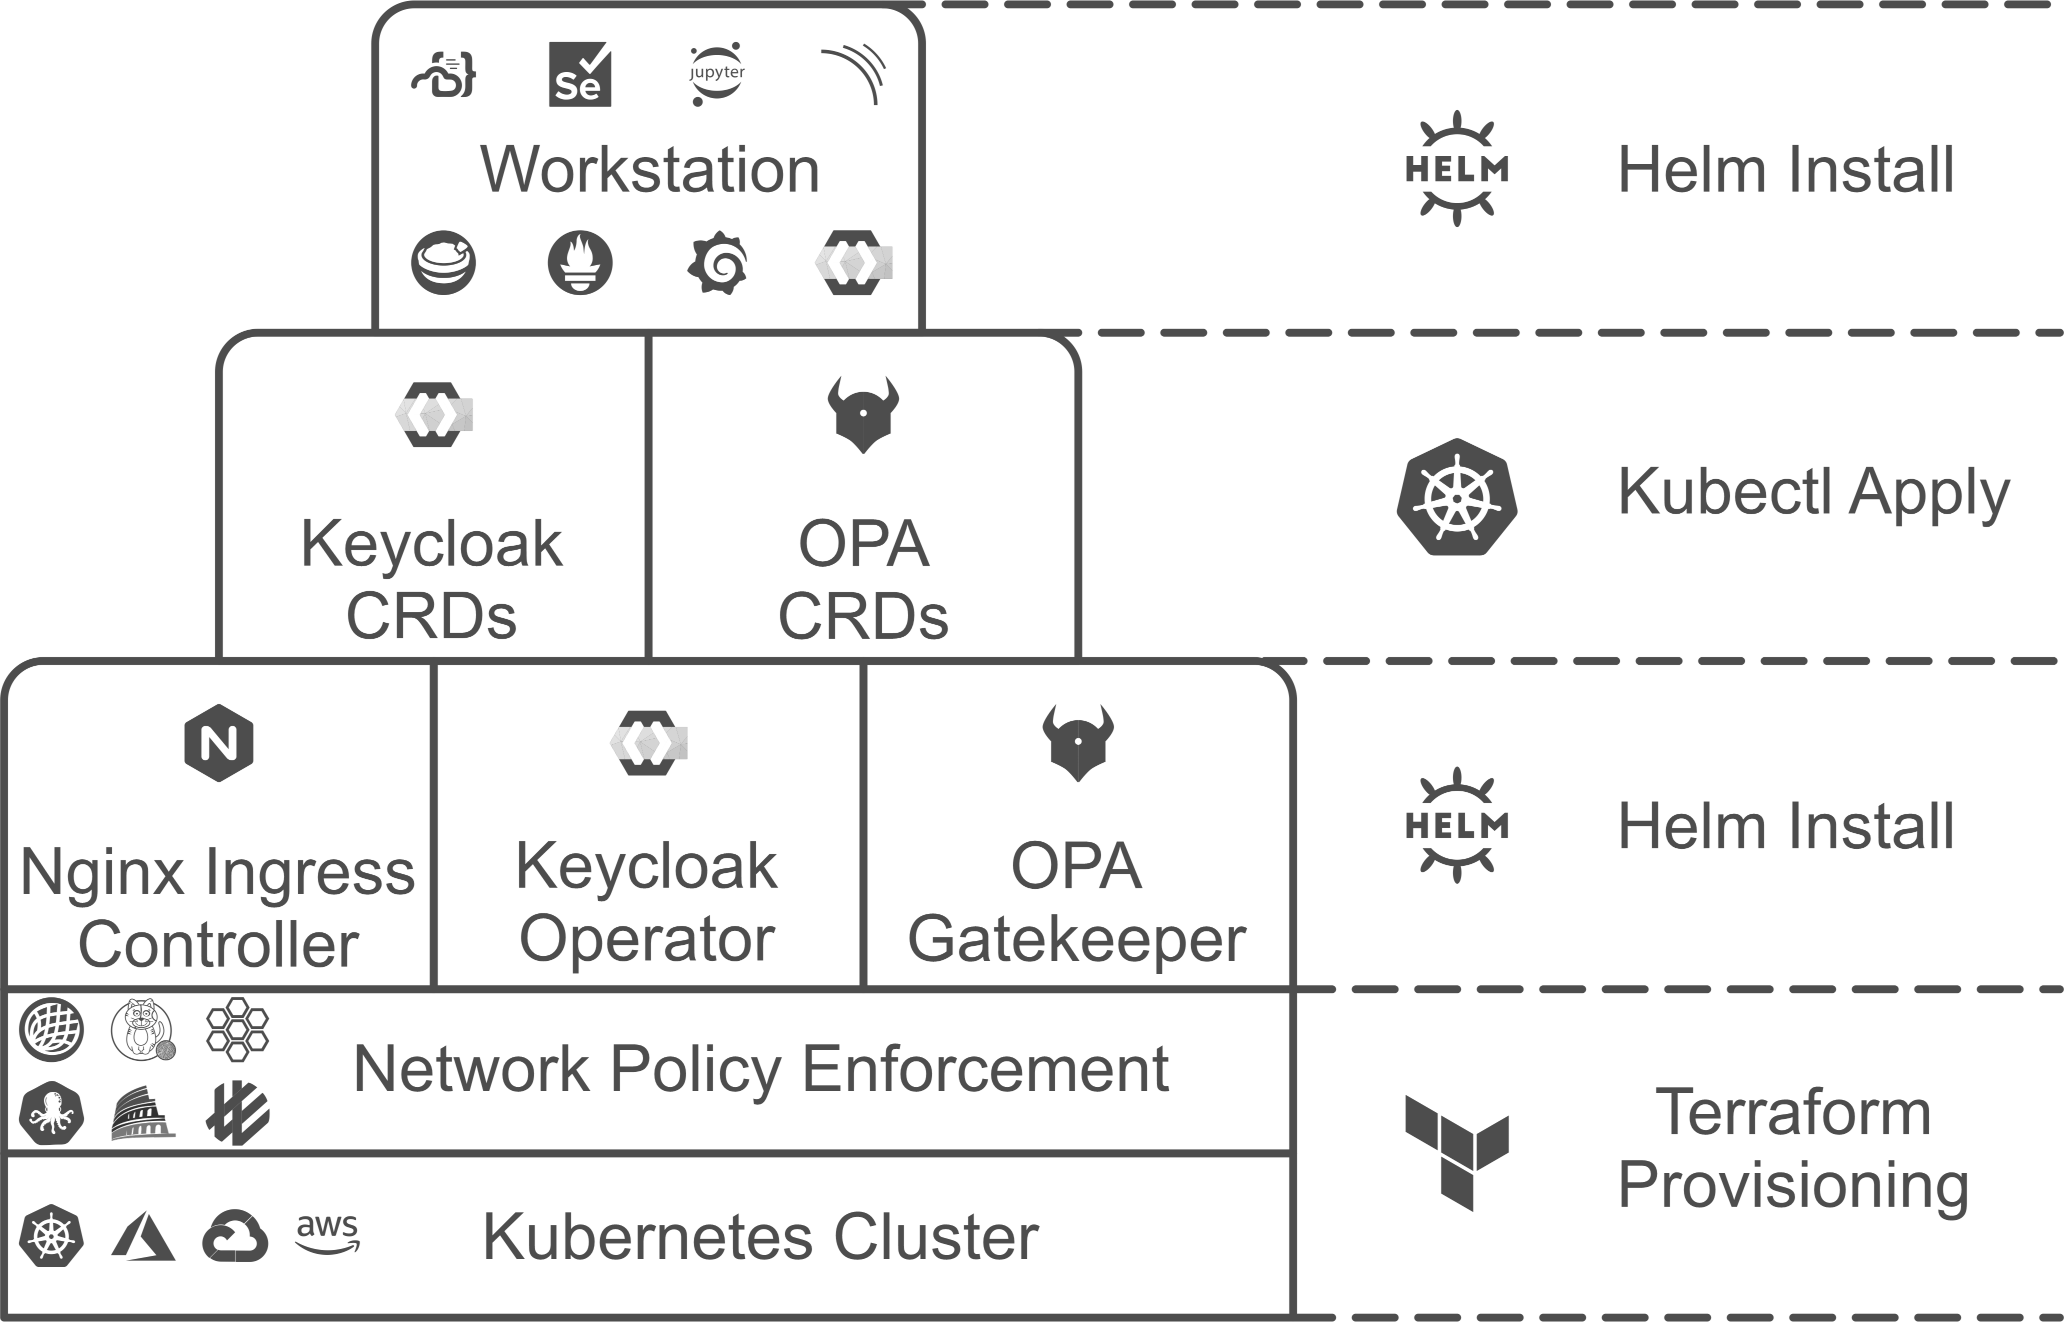 Se
jupyter
Workstation
HELM
Helm Install
Keycloak
CRDs
OPA
CRDs
Kubectl Apply
N
Nginx Ingress
Controller
Keycloak
Operator
OPA
Gatekeeper
HELM
Helm Install
Network Policy Enforcement
Terraform
Provisioning
aws
Kubernetes Cluster